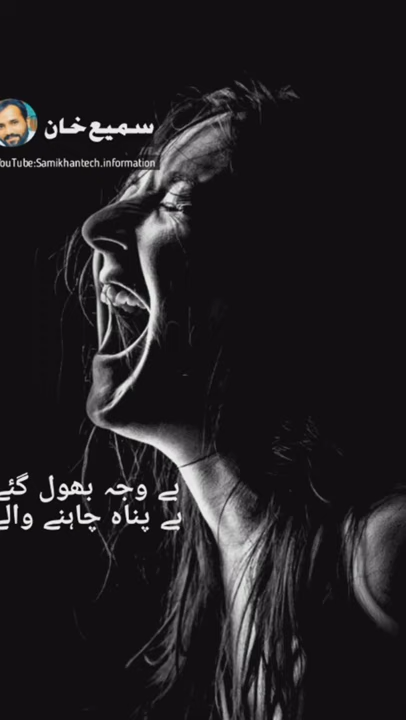 سمیع خان
YouTube:Samikhantech.information
بے وجہ بھول گئے
بے پناہ چاہنے والے